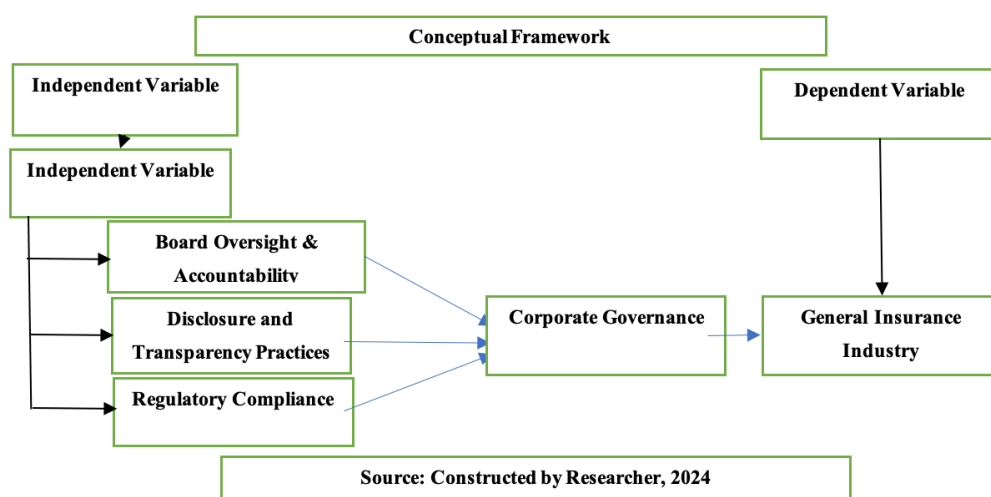 Conceptual Framework
Independent Variable
Dependent Variable
Independent Variable
Board Oversight &
Accountability
Disclosure and
Transparency Practices
Regulatory Compliance
Corporate Governance
General Insurance
Industry
Source: Constructed by Researcher, 2024